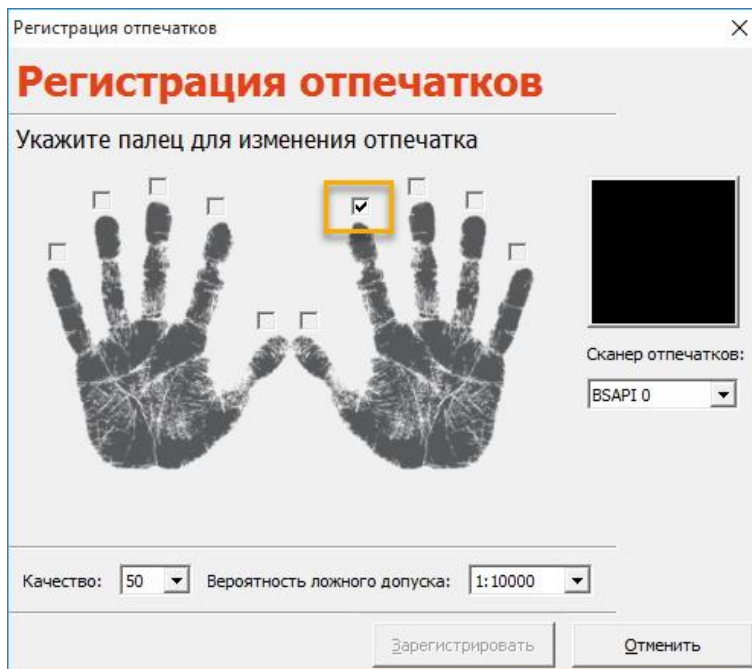 Регистрация отпечатков
Регистрация отпечатков
Укажите палец для изменения отпечатка
Сканер отпечатков:
BSAPI 0
Качество: 50 Вероятность ложного допуска: 1:10000
Зарегистрировать Отменить